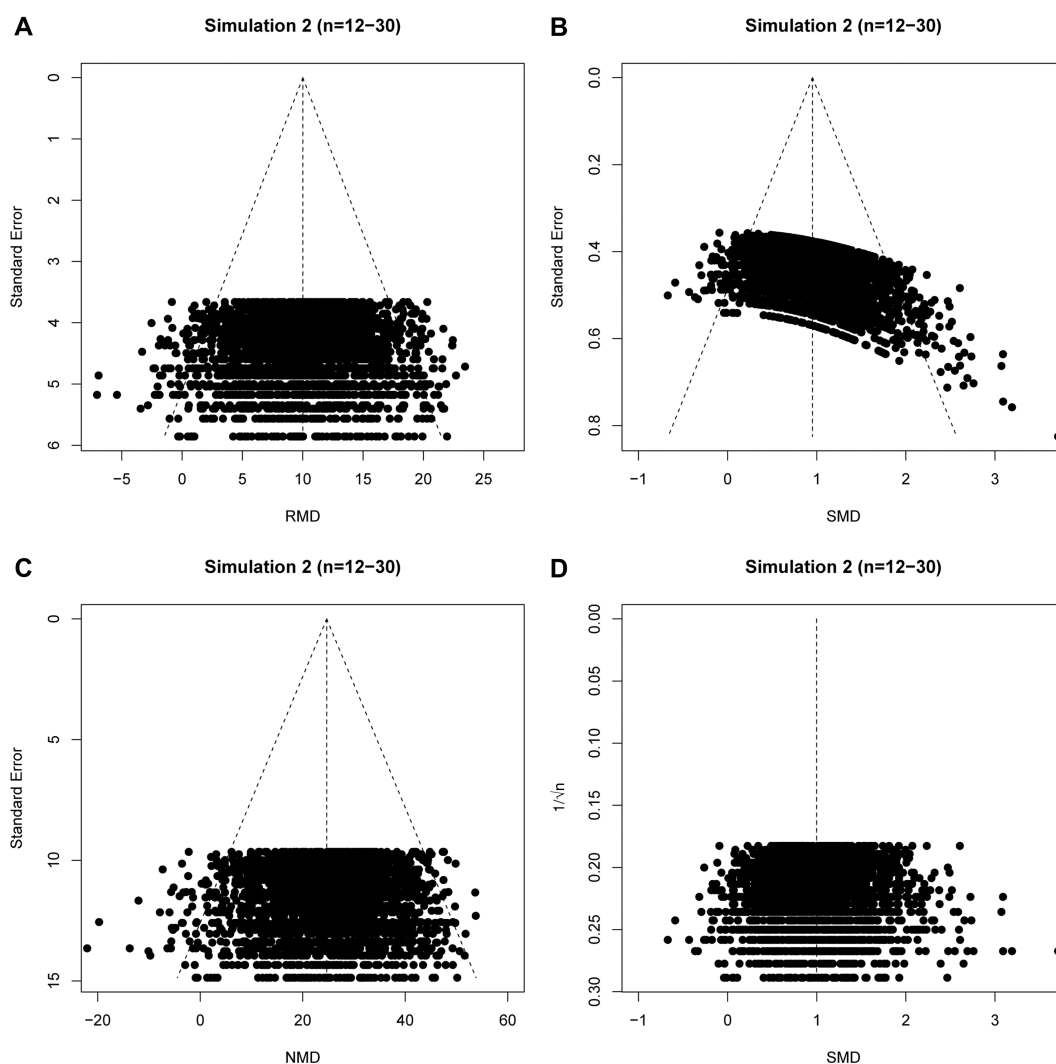 A
Simulation 2 (n=12−30)
0
1
2
3
4
5
6
Standard Error
−5
0
5
10
15
20
25
RMD
B
Simulation 2 (n=12−30)
0.0
0.2
0.4
0.6
0.8
Standard Error
−1
0
1
2
3
SMD
C
Simulation 2 (n=12−30)
0
5
10
15
Standard Error
−20
0
20
40
60
NMD
D
Simulation 2 (n=12−30)
0.00
0.05
0.10
0.15
0.20
0.25
0.30
1/√n
−1
0
1
2
3
SMD